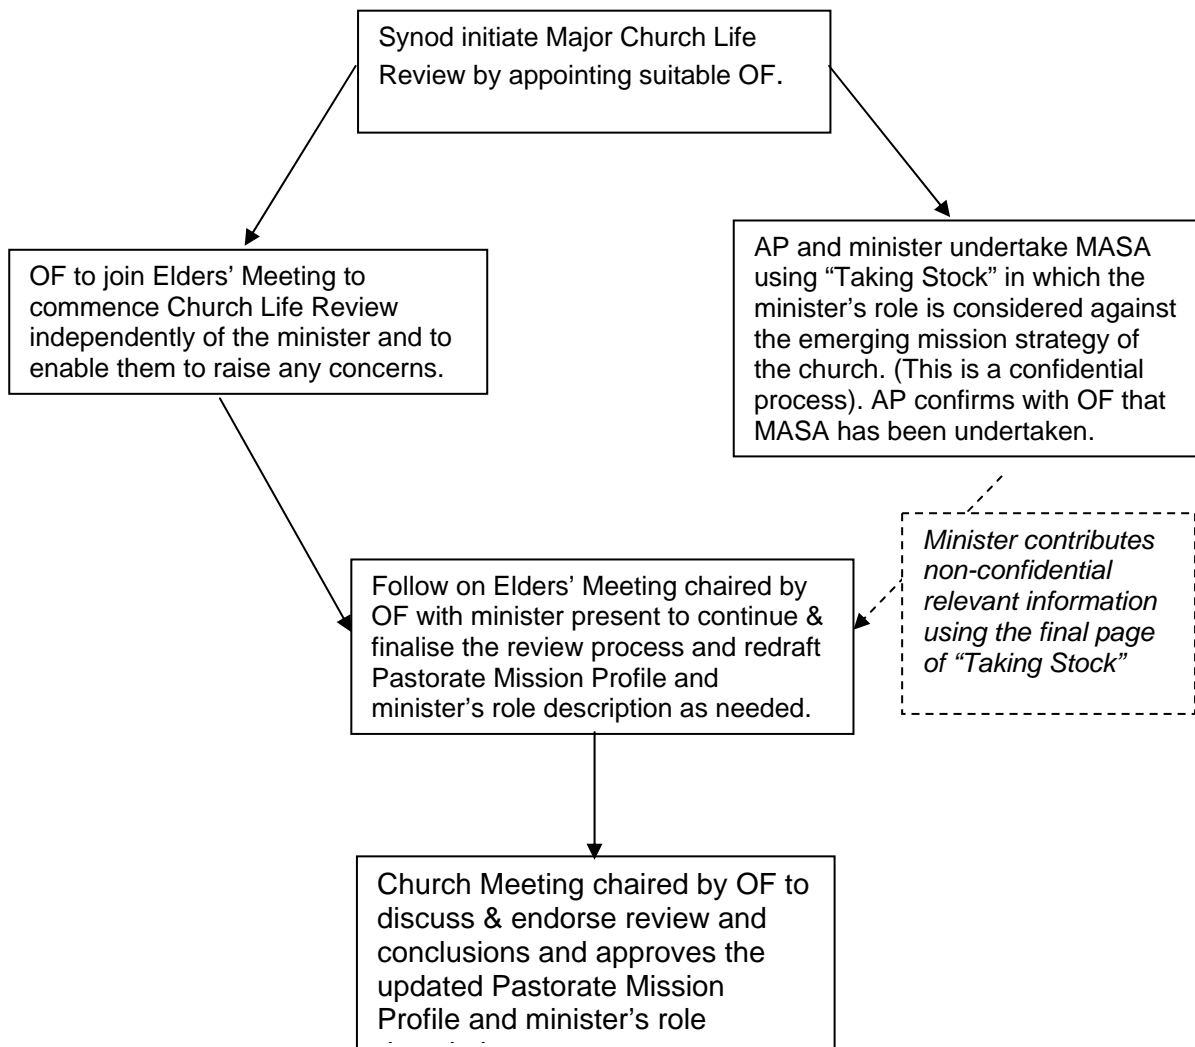 Synod initiate Major Church Life
Review by appointing suitable OF.
OF to join Elders’ Meeting to
commence Church Life Review
independently of the minister and to
enable them to raise any concerns.
AP and minister undertake MASA
using “Taking Stock” in which the
minister’s role is considered against
the emerging mission strategy of
the church. (This is a confidential
process). AP confirms with OF that
MASA has been undertaken.
Minister contributes
non-confidential
relevant information
using the final page
of “Taking Stock”
Follow on Elders’ Meeting chaired by
OF with minister present to continue &
finalise the review process and redraft
Pastorate Mission Profile and
minister’s role description as needed.
Church Meeting chaired by OF to
discuss & endorse review and
conclusions and approves the
updated Pastorate Mission
Profile and minister’s role